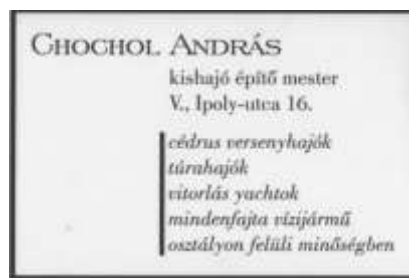 CHOCHOL ANDRÁS
kishajó építő mester
V., Ipoly-utca 16.
cédrus versenyhajók
túrahajók
vitorlás yachtok
mindenfajta vízijármű
osztályon felüli minőségben